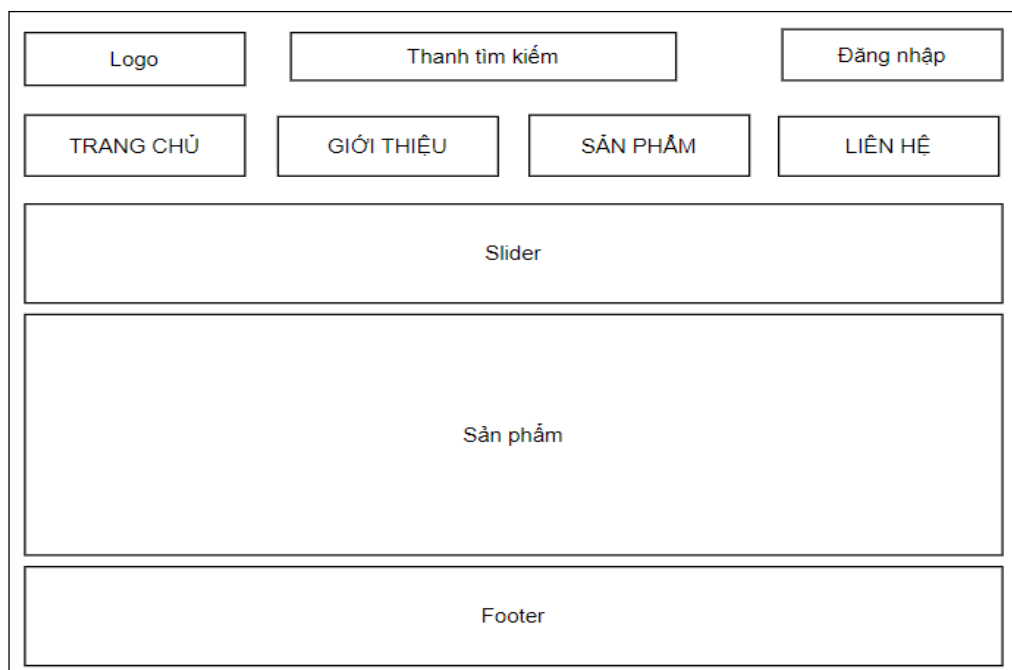 Logo
Thanh tìm kiếm
Đăng nhập
TRANG CHỦ
GIỚI THIỆU
SẢN PHẨM
LIÊN HỆ
Slider
Sản phẩm
Footer